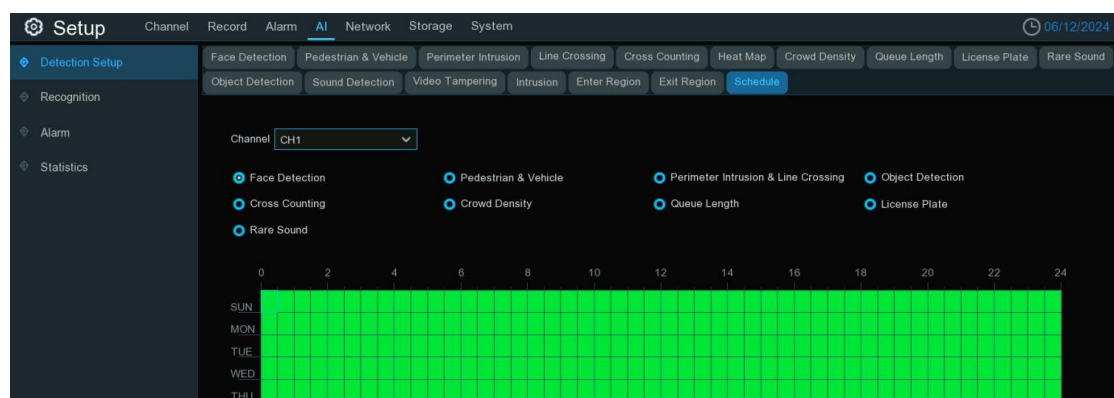 Setup Channel Record Alarm AI Network Storage System 06/12/2024
Detection Setup
Recognition
Alarm
Statistics
Face Detection Pedestrian & Vehicle Perimeter Intrusion Line Crossing Cross Counting Heat Map Crowd Density Queue Length License Plate Rare Sound
Object Detection Sound Detection Video Tampering Intrusion Enter Region Exit Region Schedule
Channel CH1
Face Detection Pedestrian & Vehicle Perimeter Intrusion & Line Crossing Object Detection
Cross Counting Crowd Density Queue Length License Plate
Rare Sound
0 2 4 6 8 10 12 14 16 18 20 22 24
SUN
MON
TUE
WED
THU